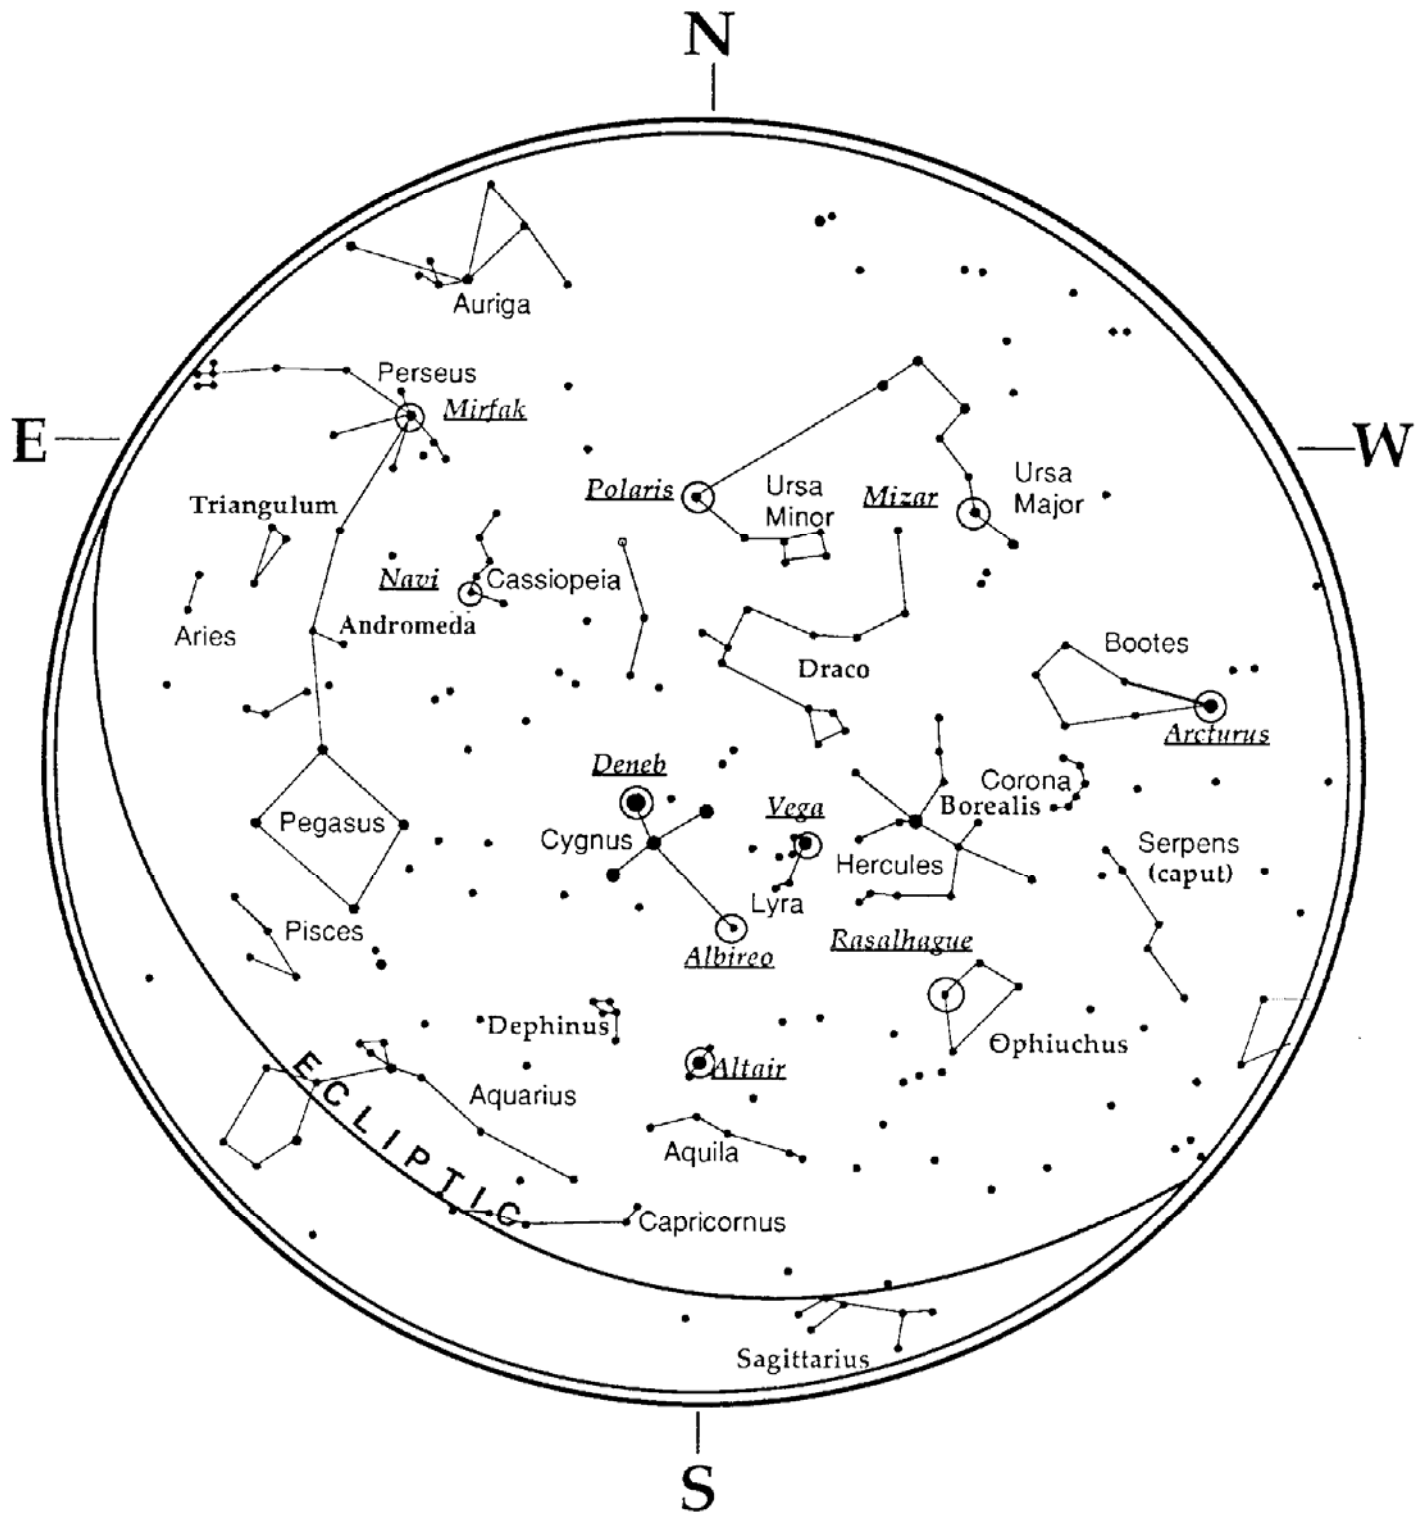 N
Auriga
Perseus
Mirfak
E
W
Polaris
Ursa
Minor
Mizar
Ursa
Major
Triangulum
Navi
Cassiopeia
Aries
Andromeda
Draco
Bootes
Arcturus
Deneb
Vega
Corona
Borealis
Pegasus
Cygnus
Hercules
Serpens
(caput)
Lyra
Pisces
Albireo
Rasalhague
Dephinus
Altair
Ophiuchus
ECLIPTIC
Aquarius
Aquila
Capricornus
Sagittarius
S